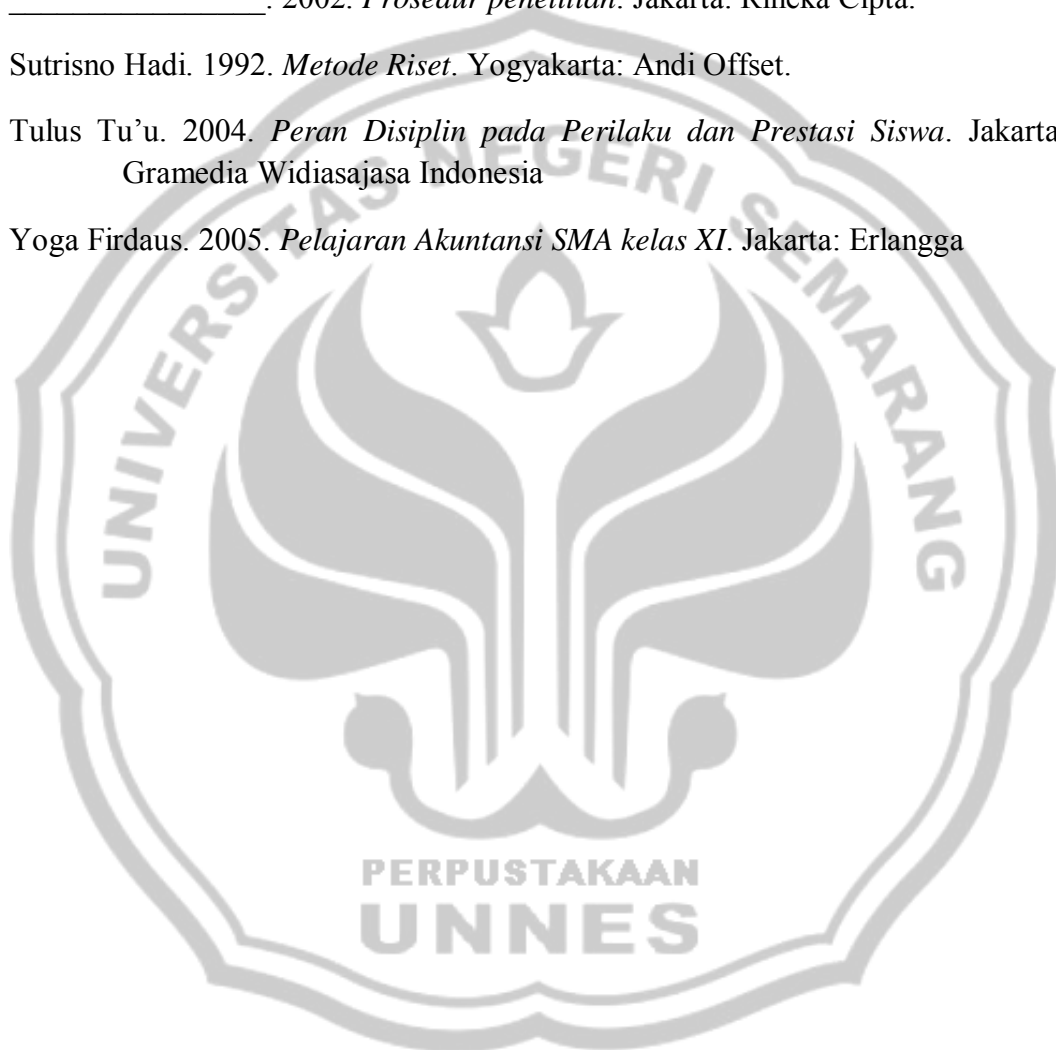 ________________. 2002. Prosedur penelitian. Jakarta: Rineka Cipta.
Sutrisno Hadi. 1992. Metode Riset. Yogyakarta: Andi Offset.
Tulus Tu’u. 2004. Peran Disiplin pada Perilaku dan Prestasi Siswa. Jakarta
Gramedia Widiasajasa Indonesia
Yoga Firdaus. 2005. Pelajaran Akuntansi SMA kelas XI. Jakarta: Erlangga
UNIVERSITAS NEGERI SEMARANG
PERPUSTAKAAN
UNNES